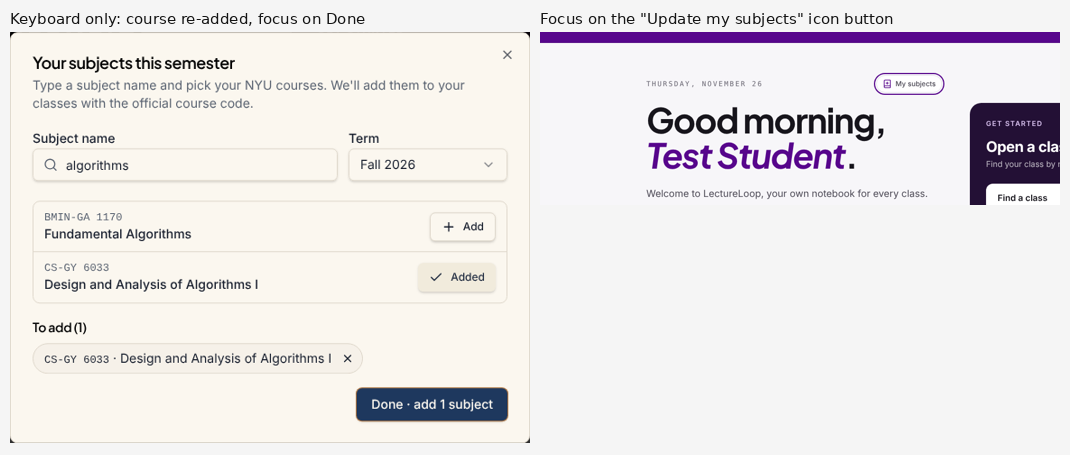 Keyboard only: course re-added, focus on Done
Your subjects this semester
Type a subject name and pick your NYU courses. We'll add them to your
classes with the official course code.
Subject name
Term
algorithms
Fall 2026
BMIN-GA 1170
Fundamental Algorithms
Add
CS-GY 6033
Design and Analysis of Algorithms I
Added
To add (1)
CS-GY 6033 · Design and Analysis of Algorithms I
Done · add 1 subject
Focus on the "Update my subjects" icon button
THURSDAY, NOVEMBER 26
My subjects
Good morning,
Test Student.
Welcome to LectureLoop, your own notebook for every class.
GET STARTED
Open a clas
Find your class by
Find a class